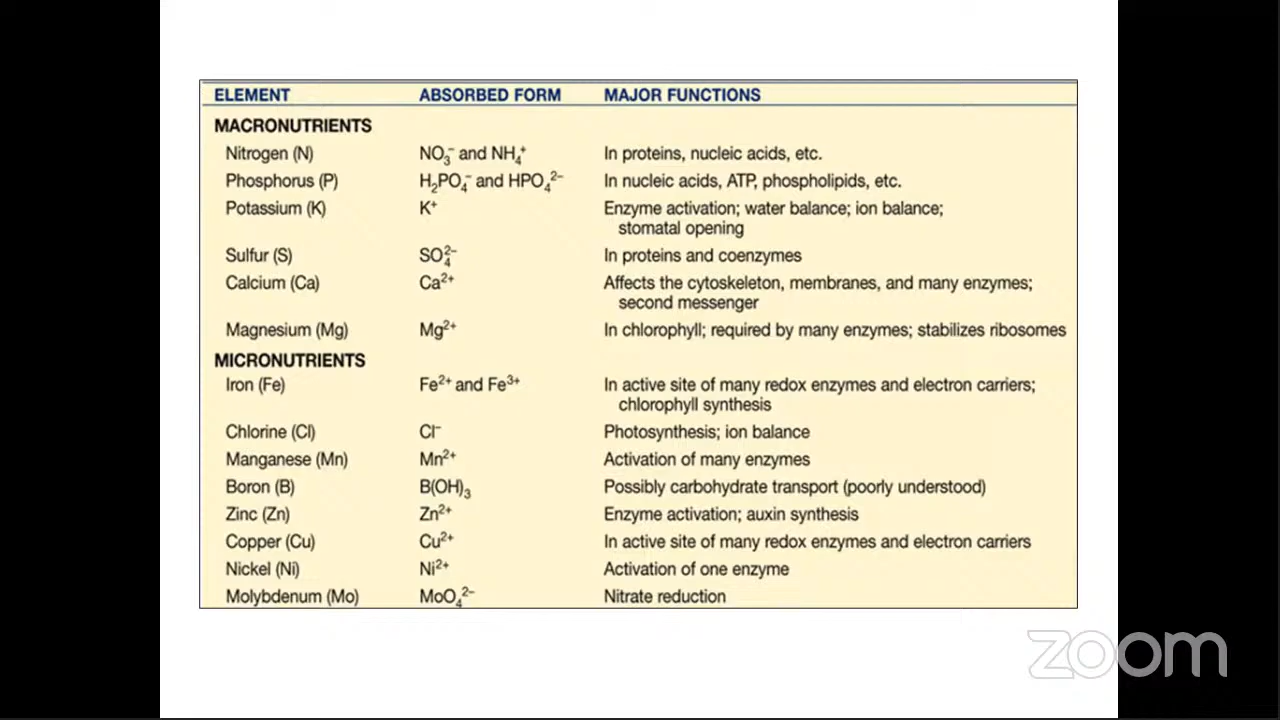 ELEMENT ABSORBED FORM MAJOR FUNCTIONS
MACRONUTRIENTS
Nitrogen (N) NO₃⁻ and NH₄⁺ In proteins, nucleic acids, etc.
Phosphorus (P) H₂PO₄⁻ and HPO₄²⁻ In nucleic acids, ATP, phospholipids, etc.
Potassium (K) K⁺ Enzyme activation; water balance; ion balance;
stomatal opening
Sulfur (S) SO₄²⁻ In proteins and coenzymes
Calcium (Ca) Ca²⁺ Affects the cytoskeleton, membranes, and many enzymes;
second messenger
Magnesium (Mg) Mg²⁺ In chlorophyll; required by many enzymes; stabilizes ribosomes
MICRONUTRIENTS
Iron (Fe) Fe²⁺ and Fe³⁺ In active site of many redox enzymes and electron carriers;
chlorophyll synthesis
Chlorine (Cl) Cl⁻ Photosynthesis; ion balance
Manganese (Mn) Mn²⁺ Activation of many enzymes
Boron (B) B(OH)₃ Possibly carbohydrate transport (poorly understood)
Zinc (Zn) Zn²⁺ Enzyme activation; auxin synthesis
Copper (Cu) Cu²⁺ In active site of many redox enzymes and electron carriers
Nickel (Ni) Ni²⁺ Activation of one enzyme
Molybdenum (Mo) MoO₄²⁻ Nitrate reduction
zoom